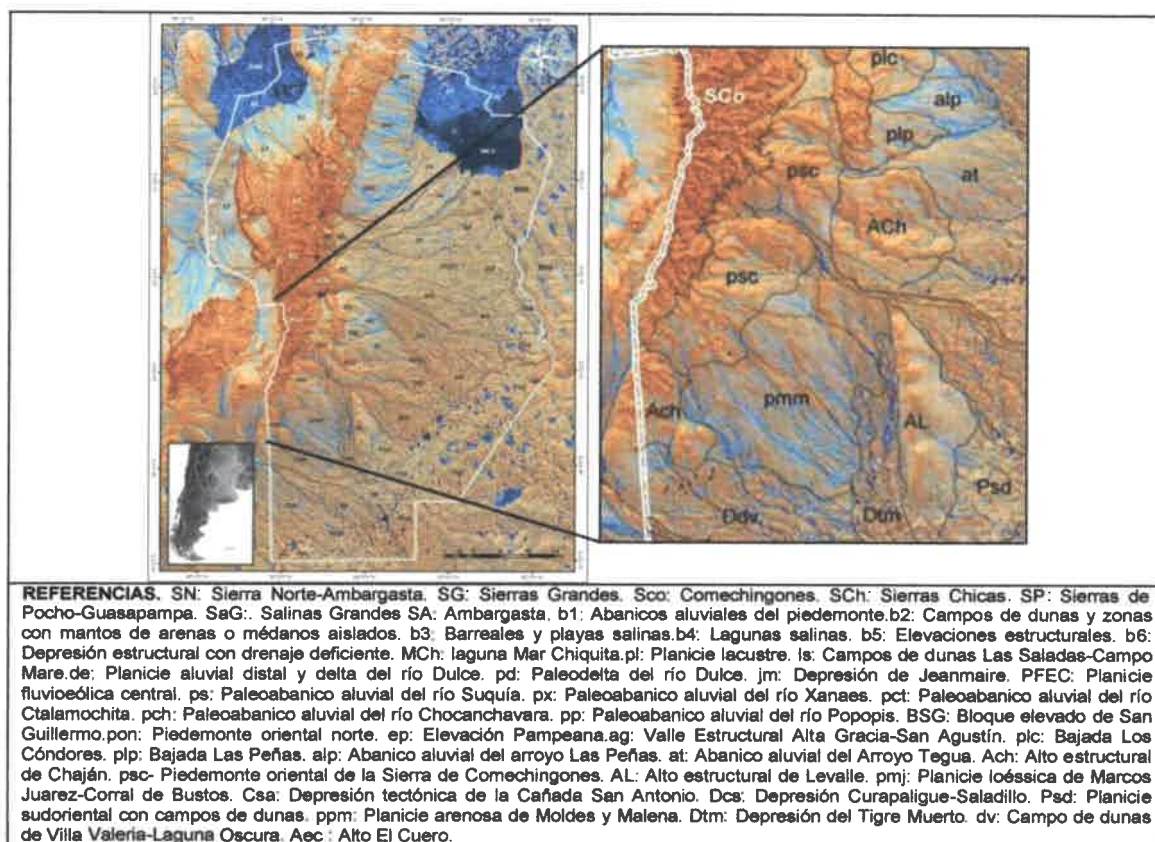 SCo
plc
alp
plp
psc
at
ACh
psc
Ach
pmm
AL
Psd
Ddv
Dtm
REFERENCIAS. SN: Sierra Norte-Ambargasta. SG: Sierras Grandes. Sco: Comechingones. SCh: Sierras Chicas. SP: Sierras de
Pocho-Guasapampa. SaG:. Salinas Grandes SA: Ambargasta. b1: Abanicos aluviales del piedemonte.b2: Campos de dunas y zonas
con mantos de arenas o médanos aislados. b3: Barreales y playas salinas.b4: Lagunas salinas. b5: Elevaciones estructurales. b6:
Depresión estructural con drenaje deficiente. MCh: laguna Mar Chiquita.pl: Planicie lacustre. ls: Campos de dunas Las Saladas-Campo
Mare.de: Planicie aluvial distal y delta del río Dulce. pd: Paleodelta del río Dulce. jm: Depresión de Jeanmaire. PFEC: Planicie
fluvioeólica central. ps: Paleoabanico aluvial del río Suquía. px: Paleoabanico aluvial del río Xanaes. pct: Paleoabanico aluvial del río
Ctalamochita. pch: Paleoabanico aluvial del río Chocanchavara. pp: Paleoabanico aluvial del río Popopis. BSG: Bloque elevado de San
Guillermo.pon: Piedemonte oriental norte. ep: Elevación Pampeana.ag: Valle Estructural Alta Gracia-San Agustín. plc: Bajada Los
Cóndores. plp: Bajada Las Peñas. alp: Abanico aluvial del arroyo Las Peñas. at: Abanico aluvial del Arroyo Tegua. Ach: Alto estructural
de Chaján. psc- Piedemonte oriental de la Sierra de Comechingones. AL: Alto estructural de Levalle. pmj: Planicie loéssica de Marcos
Juarez-Corral de Bustos. Csa: Depresión tectónica de la Cañada San Antonio. Dcs: Depresión Curapaligue-Saladillo. Psd: Planicie
sudoriental con campos de dunas. ppm: Planicie arenosa de Moldes y Malena. Dtm: Depresión del Tigre Muerto. dv: Campo de dunas
de Villa Valeria-Laguna Oscura. Aec : Alto El Cuero.